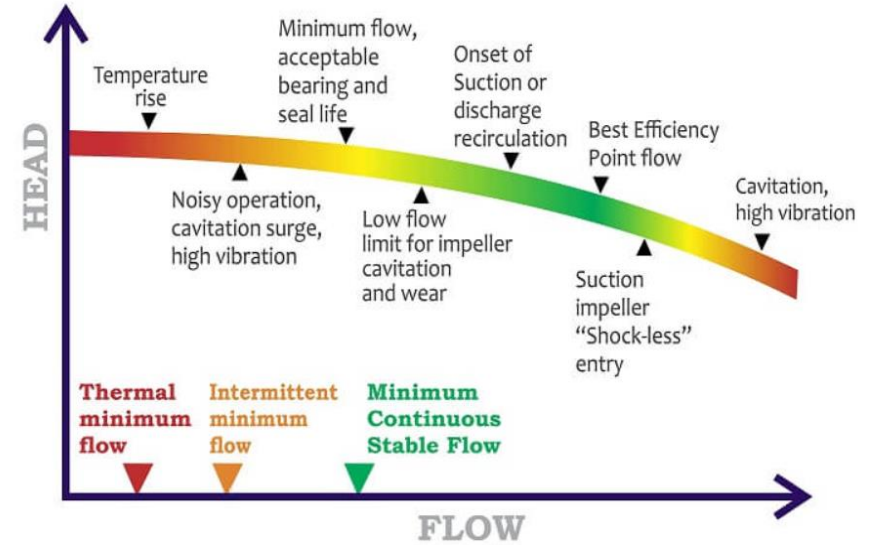 HEAD
Temperature
rise
Minimum flow,
acceptable
bearing and
seal life
Onset of
Suction or
discharge
recirculation
Best Efficiency
Point flow
Cavitation,
high vibration
Noisy operation,
cavitation surge,
high vibration
Low flow
limit for impeller
cavitation
and wear
Suction
impeller
“Shock-less”
entry
Thermal
minimum
flow
Intermittent
minimum
flow
Minimum
Continuous
Stable Flow
FLOW